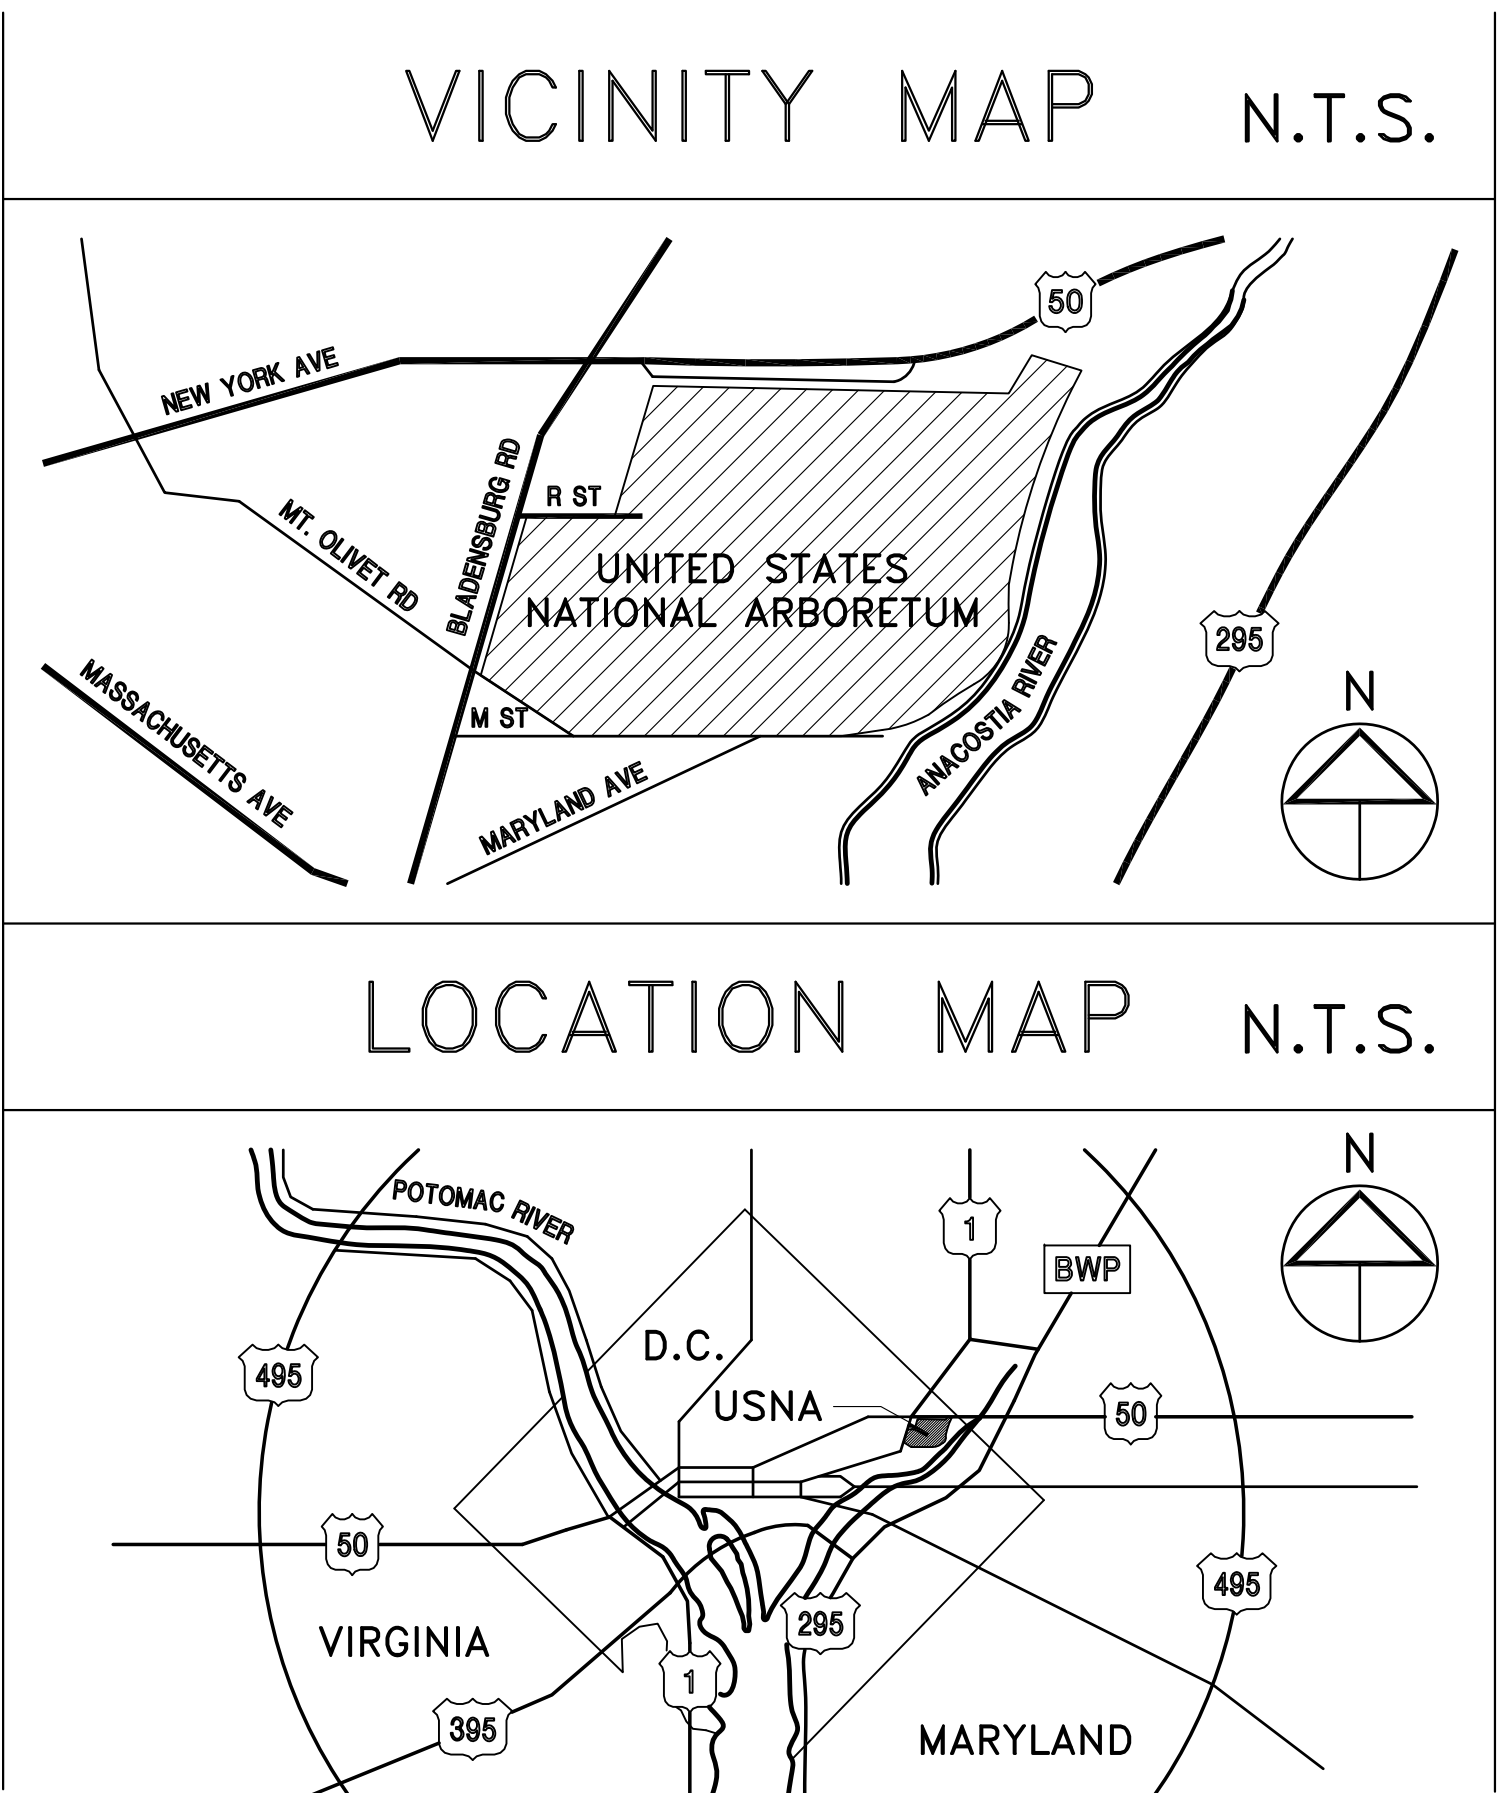 VICINITY MAP N.T.S.
50
NEW YORK AVE
BLADENSBURG RD
R ST
MT. OLIVET RD
UNITED STATES
NATIONAL ARBORETUM
295
MASSACHUSETTS AVE
M ST
ANACOSTIA RIVER
N
MARYLAND AVE
LOCATION MAP N.T.S.
N
POTOMAC RIVER
1
BWP
D.C.
495
USNA
50
50
495
295
VIRGINIA
1
395
MARYLAND